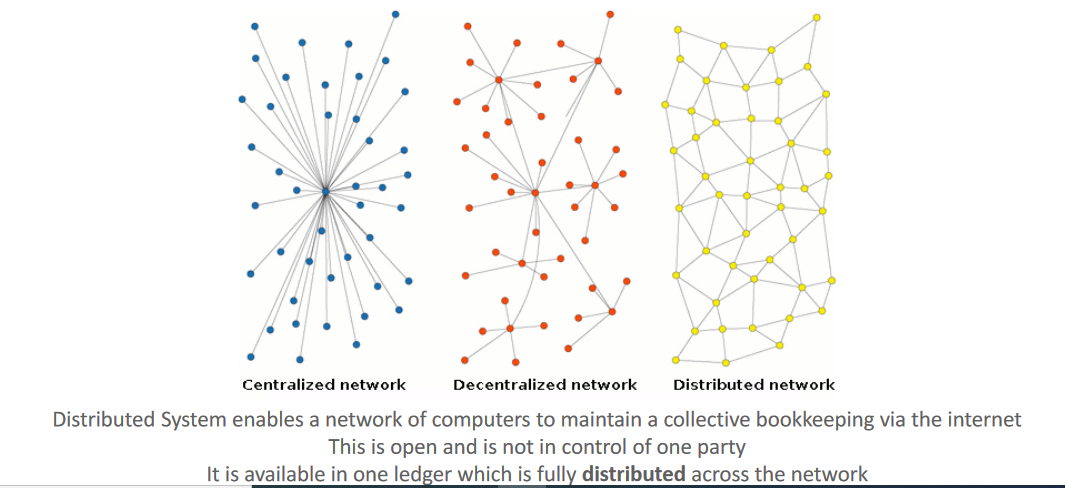 Centralized network Decentralized network Distributed network
Distributed System enables a network of computers to maintain a collective bookkeeping via the internet
This is open and is not in control of one party
It is available in one ledger which is fully distributed across the network